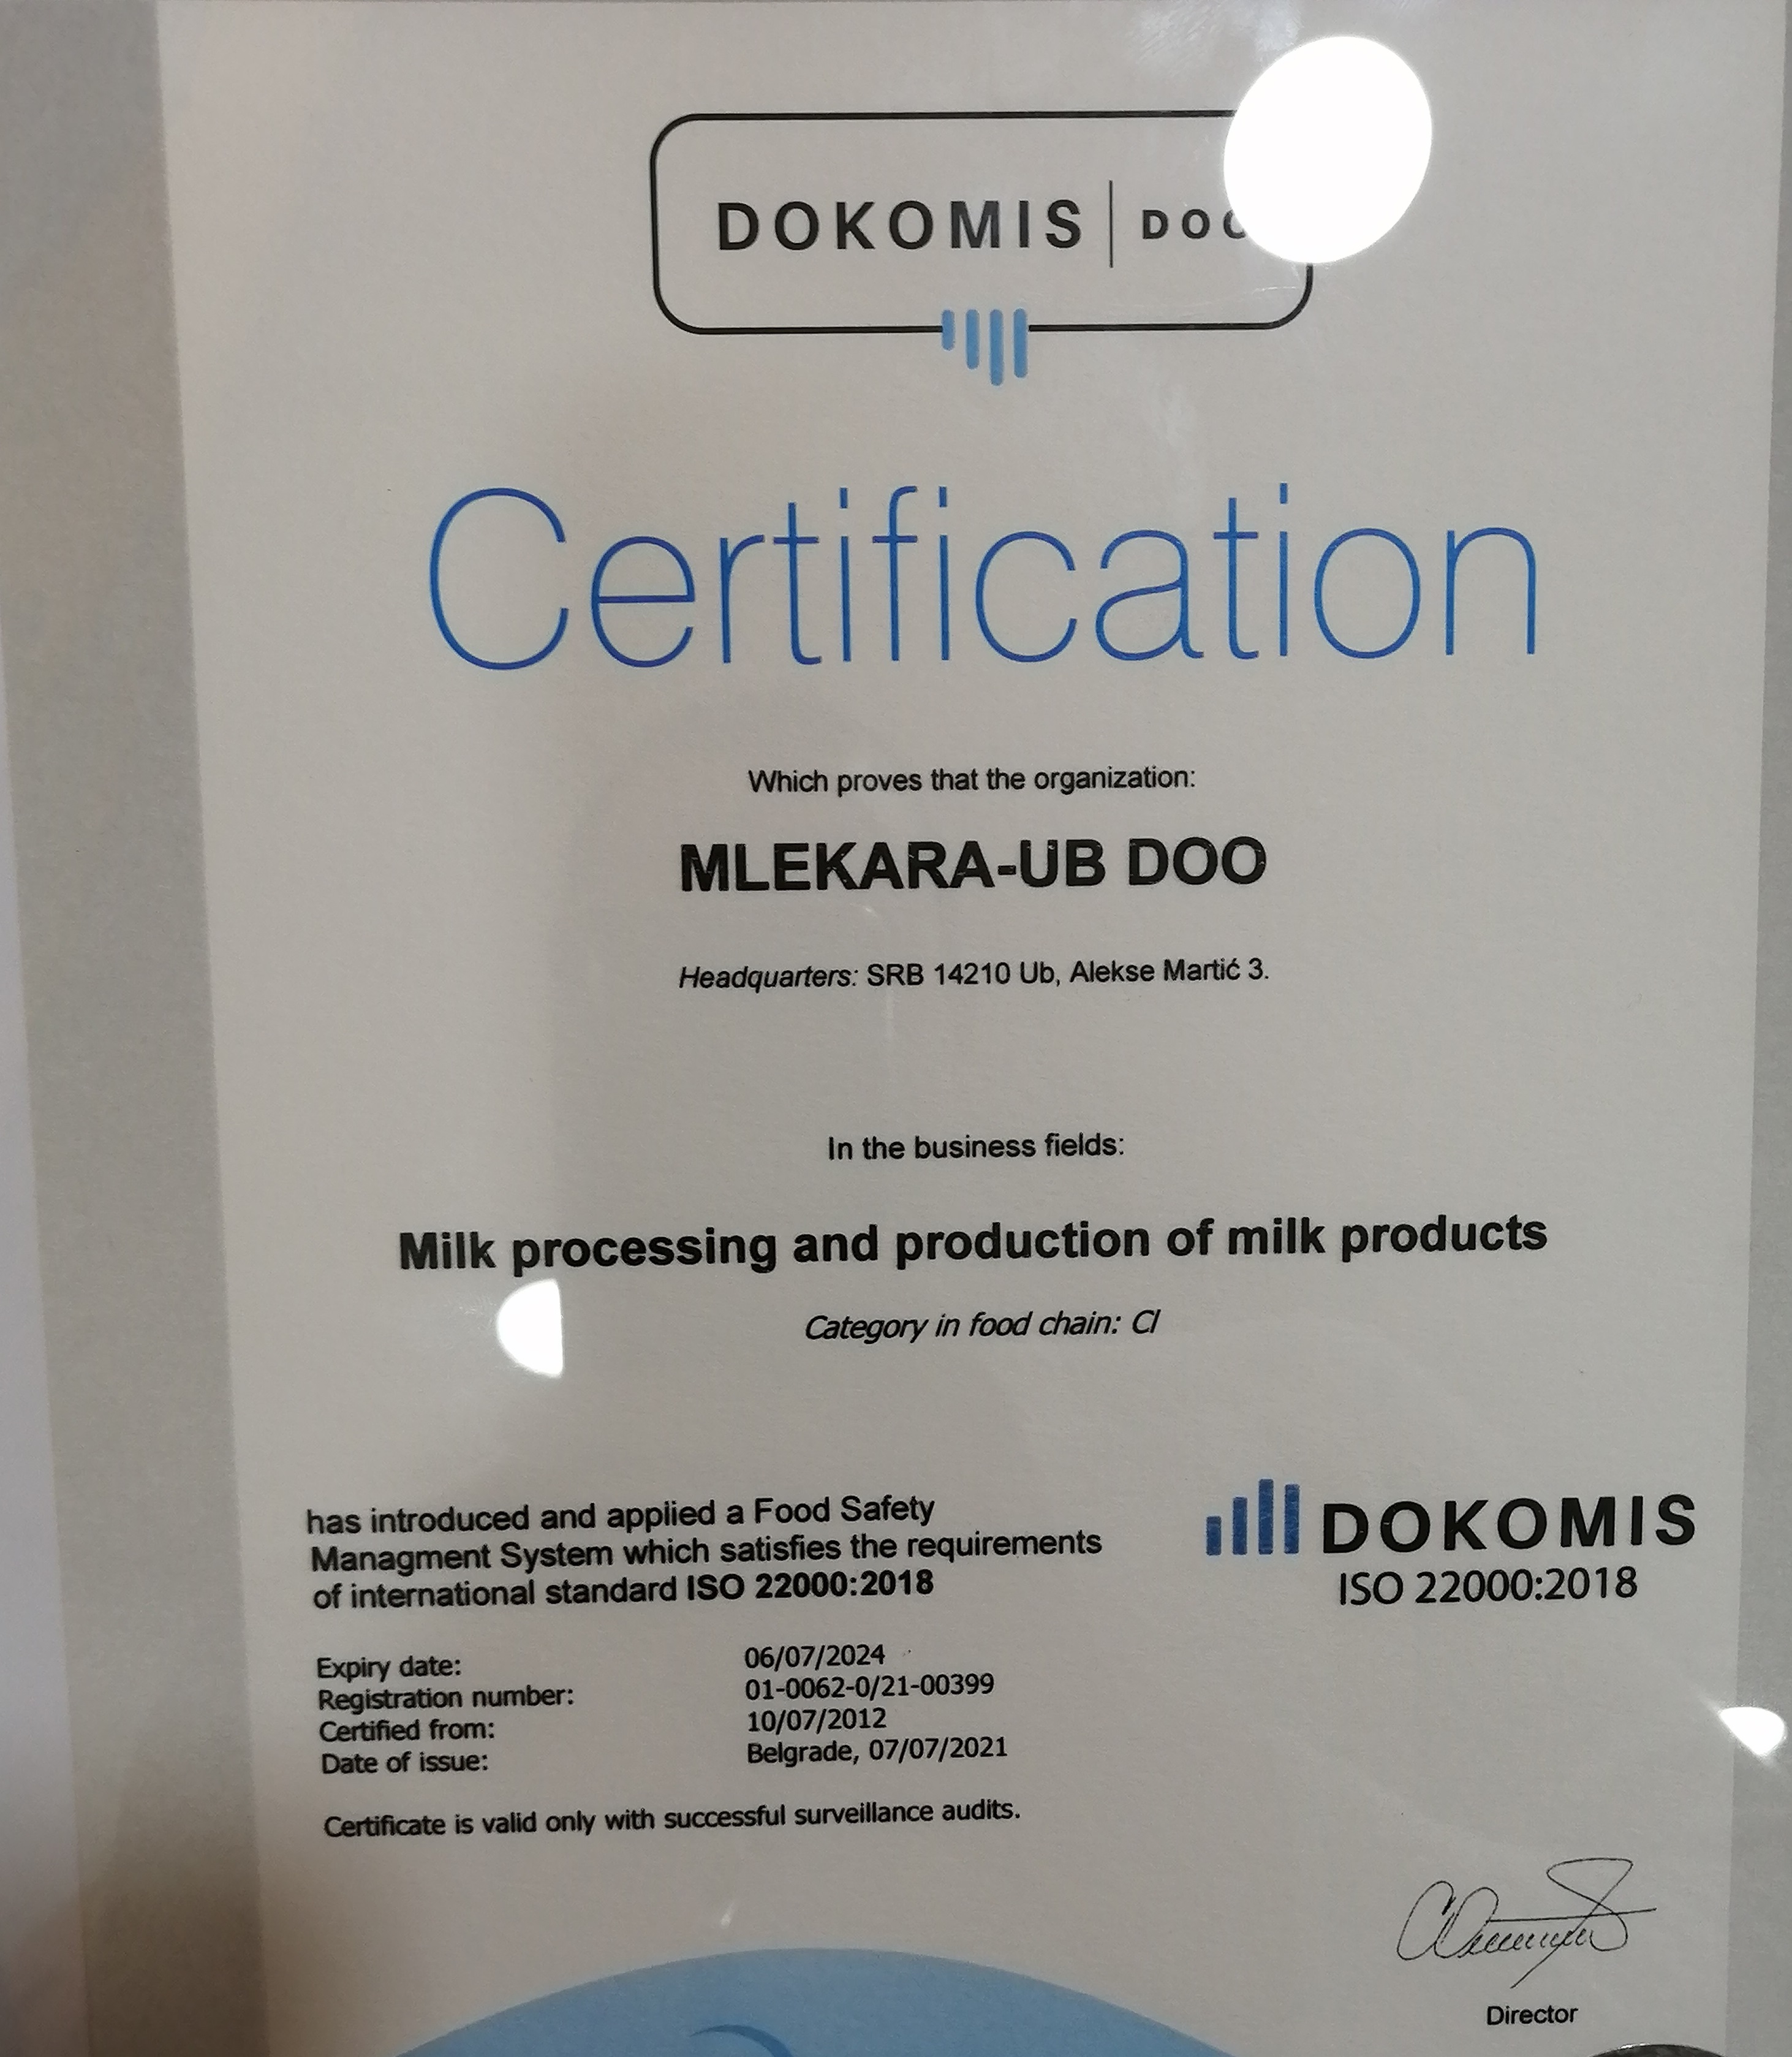 DOKOMIS
Certification
Which proves that the organization:
MLEKARA-UB DOO
Headquarters: SRB 14210 Ub, Alekse Martić 3.
In the business fields:
Milk processing and production of milk products
Category in food chain: CI
has introduced and applied a Food Safety
Managment System which satisfies the requirements
of international standard ISO 22000:2018
DOKOMIS
ISO 22000:2018
Expiry date: 06/07/2024
Registration number: 01-0062-0/21-00399
Certified from: 10/07/2012
Date of issue: Belgrade, 07/07/2021
Certificate is valid only with successful surveillance audits.
Director